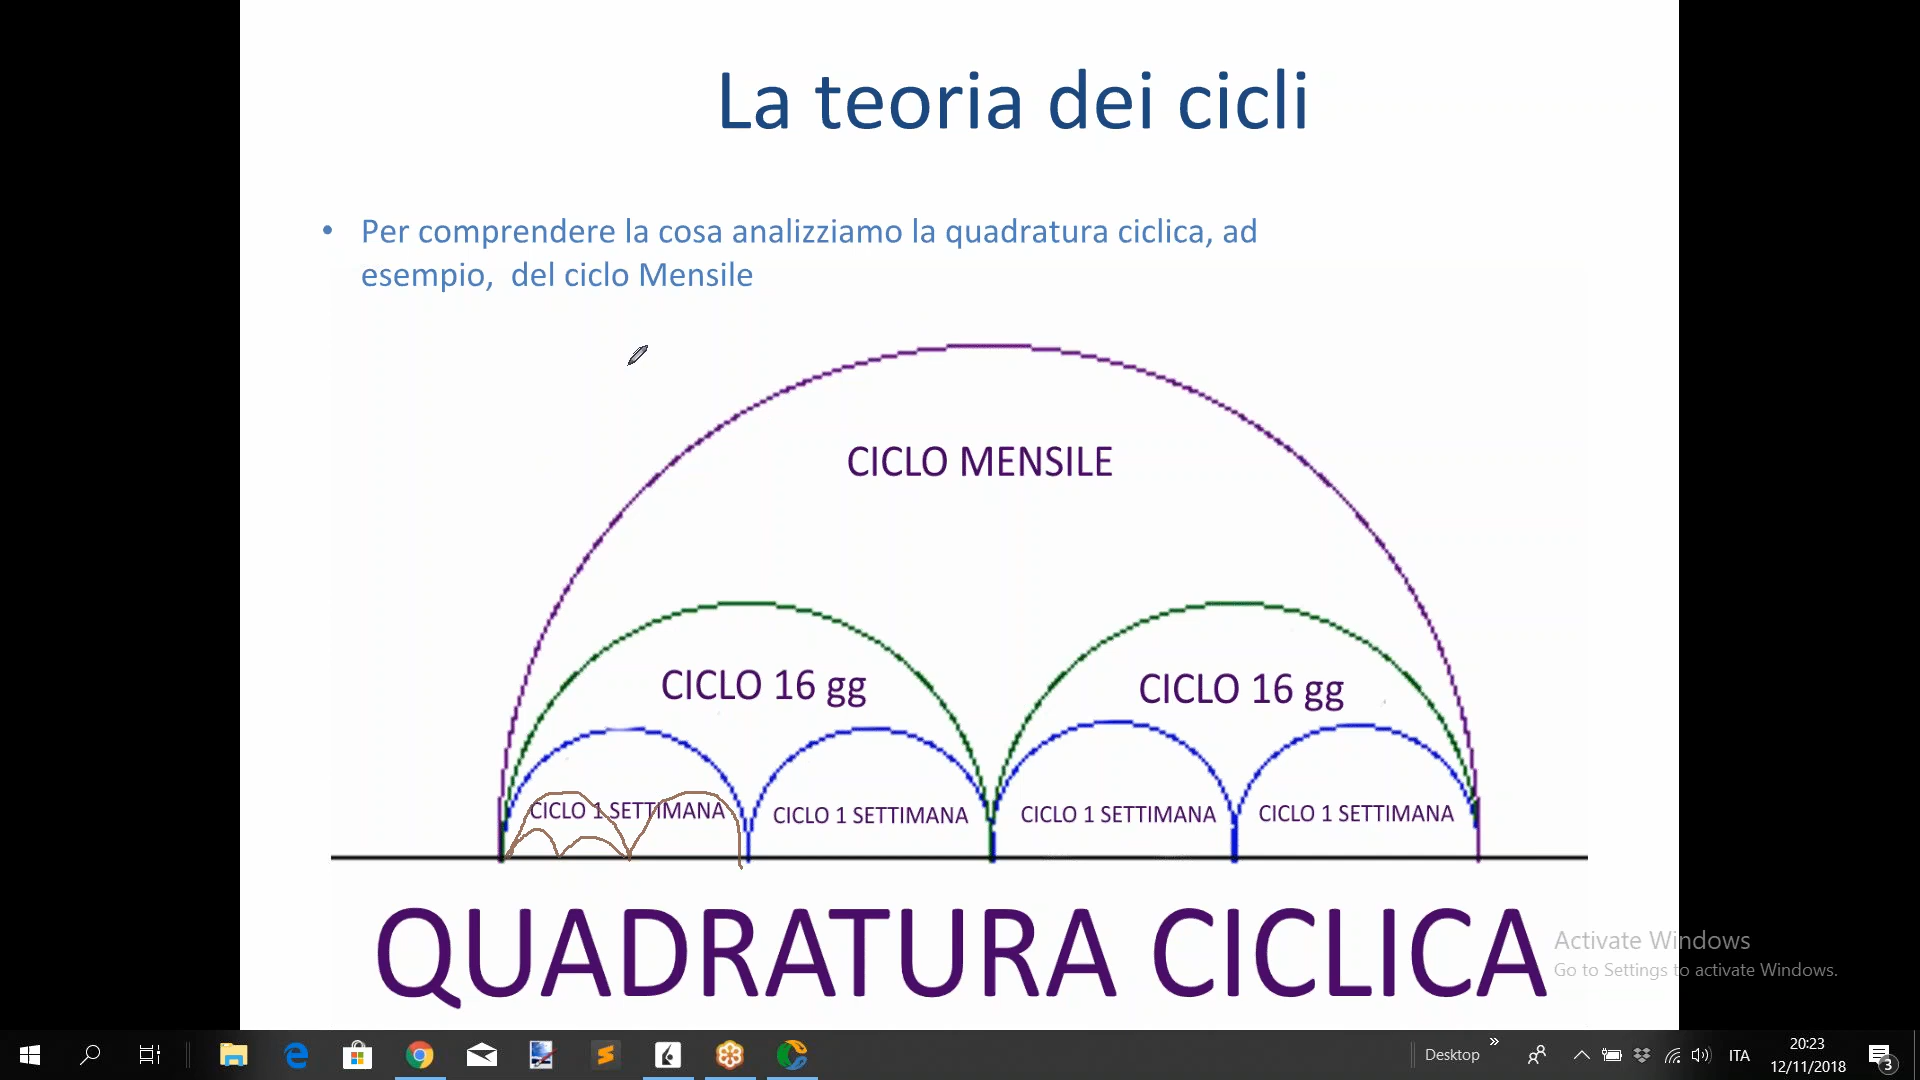 La teoria dei cicli
• Per comprendere la cosa analizziamo la quadratura ciclica, ad
esempio, del ciclo Mensile
CICLO MENSILE
CICLO 16 gg
CICLO 16 gg
CICLO 1 SETTIMANA
CICLO 1 SETTIMANA
CICLO 1 SETTIMANA
CICLO 1 SETTIMANA
QUADRATURA CICLICA
Activate Windows
Go to Settings to activate Windows.
Desktop
ITA
20:23
12/11/2018
3